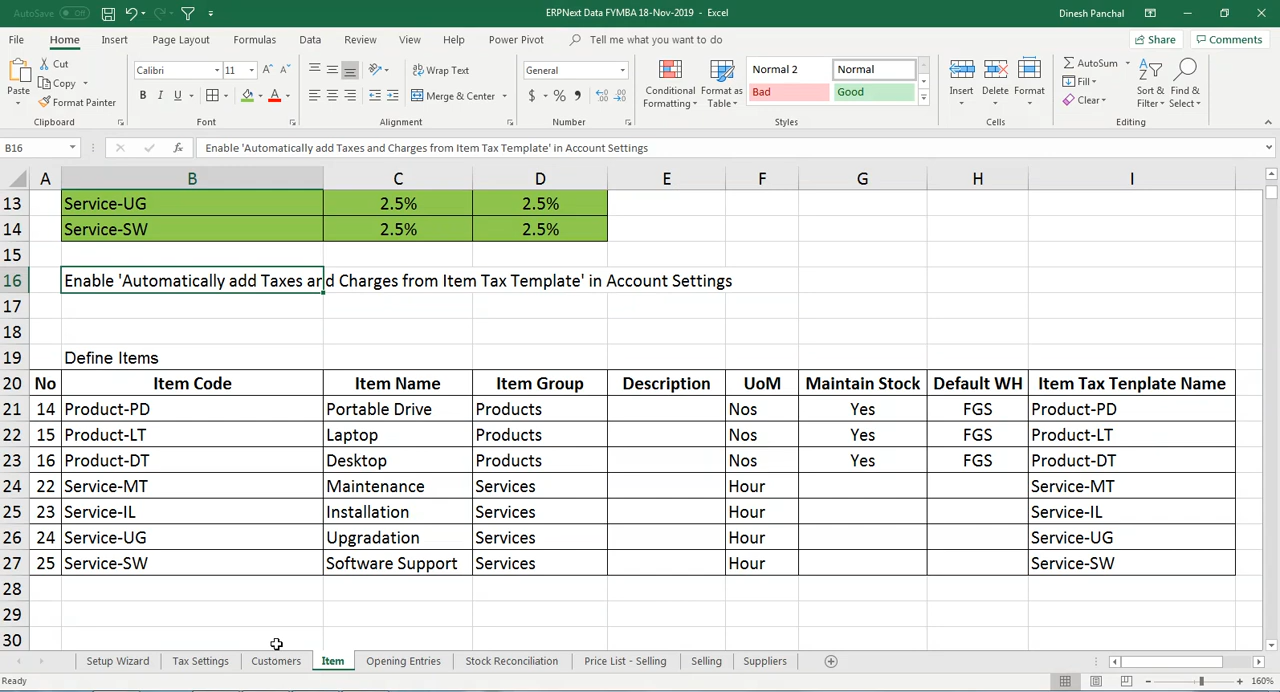 AutoSave Off ERPNext Data FYMBA 18-Nov-2019 - Excel Dinesh Panchal
File Home Insert Page Layout Formulas Data Review View Help Power Pivot Tell me what you want to do Share Comments
Paste Cut Copy Format Painter
Calibri 11 B I U
Wrap Text Merge & Center
General $ % ,
Conditional Formatting Format as Table
Normal 2 Normal
Bad Good
Insert Delete Format
AutoSum Fill Clear
Sort & Filter Find & Select
Clipboard Font Alignment Number Styles Cells Editing
B16 fx Enable 'Automatically add Taxes and Charges from Item Tax Template' in Account Settings
A B C D E F G H I
13 Service-UG 2.5% 2.5%
14 Service-SW 2.5% 2.5%
15
16 Enable 'Automatically add Taxes and Charges from Item Tax Template' in Account Settings
17
18
19 Define Items
20 No Item Code Item Name Item Group Description UoM Maintain Stock Default WH Item Tax Tenplate Name
21 14 Product-PD Portable Drive Products Nos Yes FGS Product-PD
22 15 Product-LT Laptop Products Nos Yes FGS Product-LT
23 16 Product-DT Desktop Products Nos Yes FGS Product-DT
24 22 Service-MT Maintenance Services Hour Service-MT
25 23 Service-IL Installation Services Hour Service-IL
26 24 Service-UG Upgradation Services Hour Service-UG
27 25 Service-SW Software Support Services Hour Service-SW
28
29
30
Setup Wizard Tax Settings Customers Item Opening Entries Stock Reconciliation Price List - Selling Selling Suppliers
Ready 160%